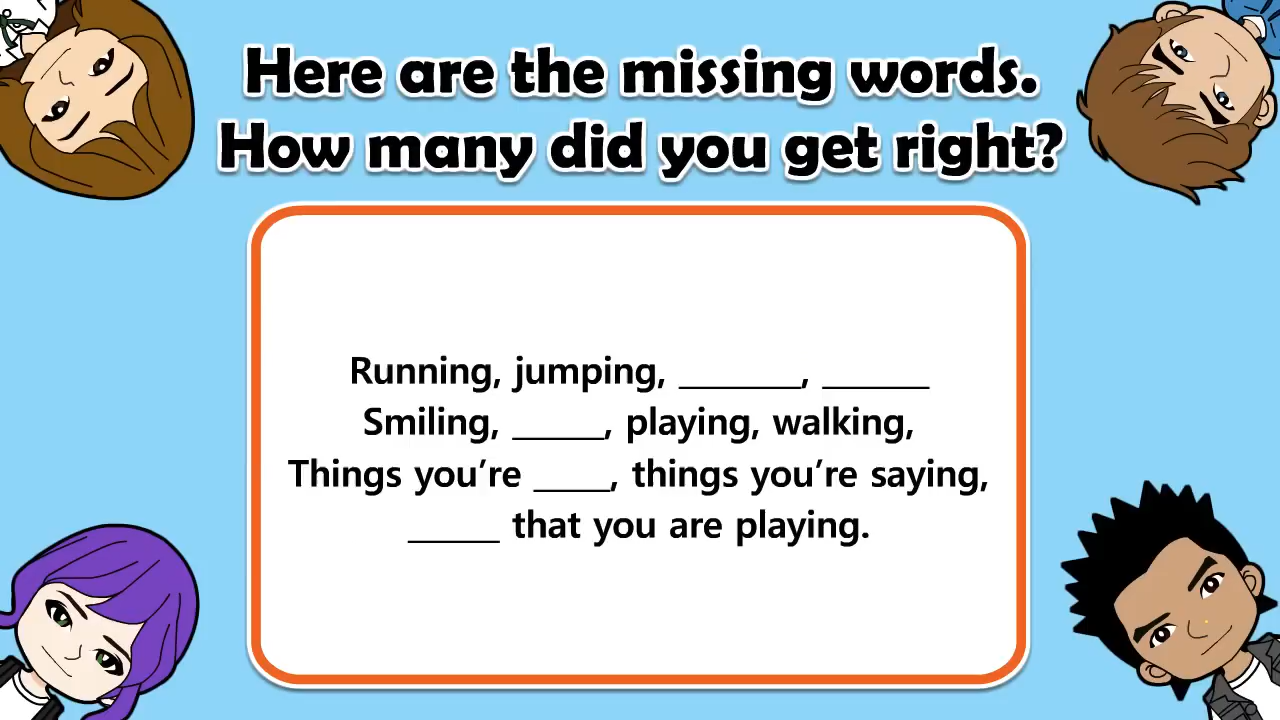 Here are the missing words.
How many did you get right?
Running, jumping, ________, _______
Smiling, ______, playing, walking,
Things you’re _____, things you’re saying,
______ that you are playing.